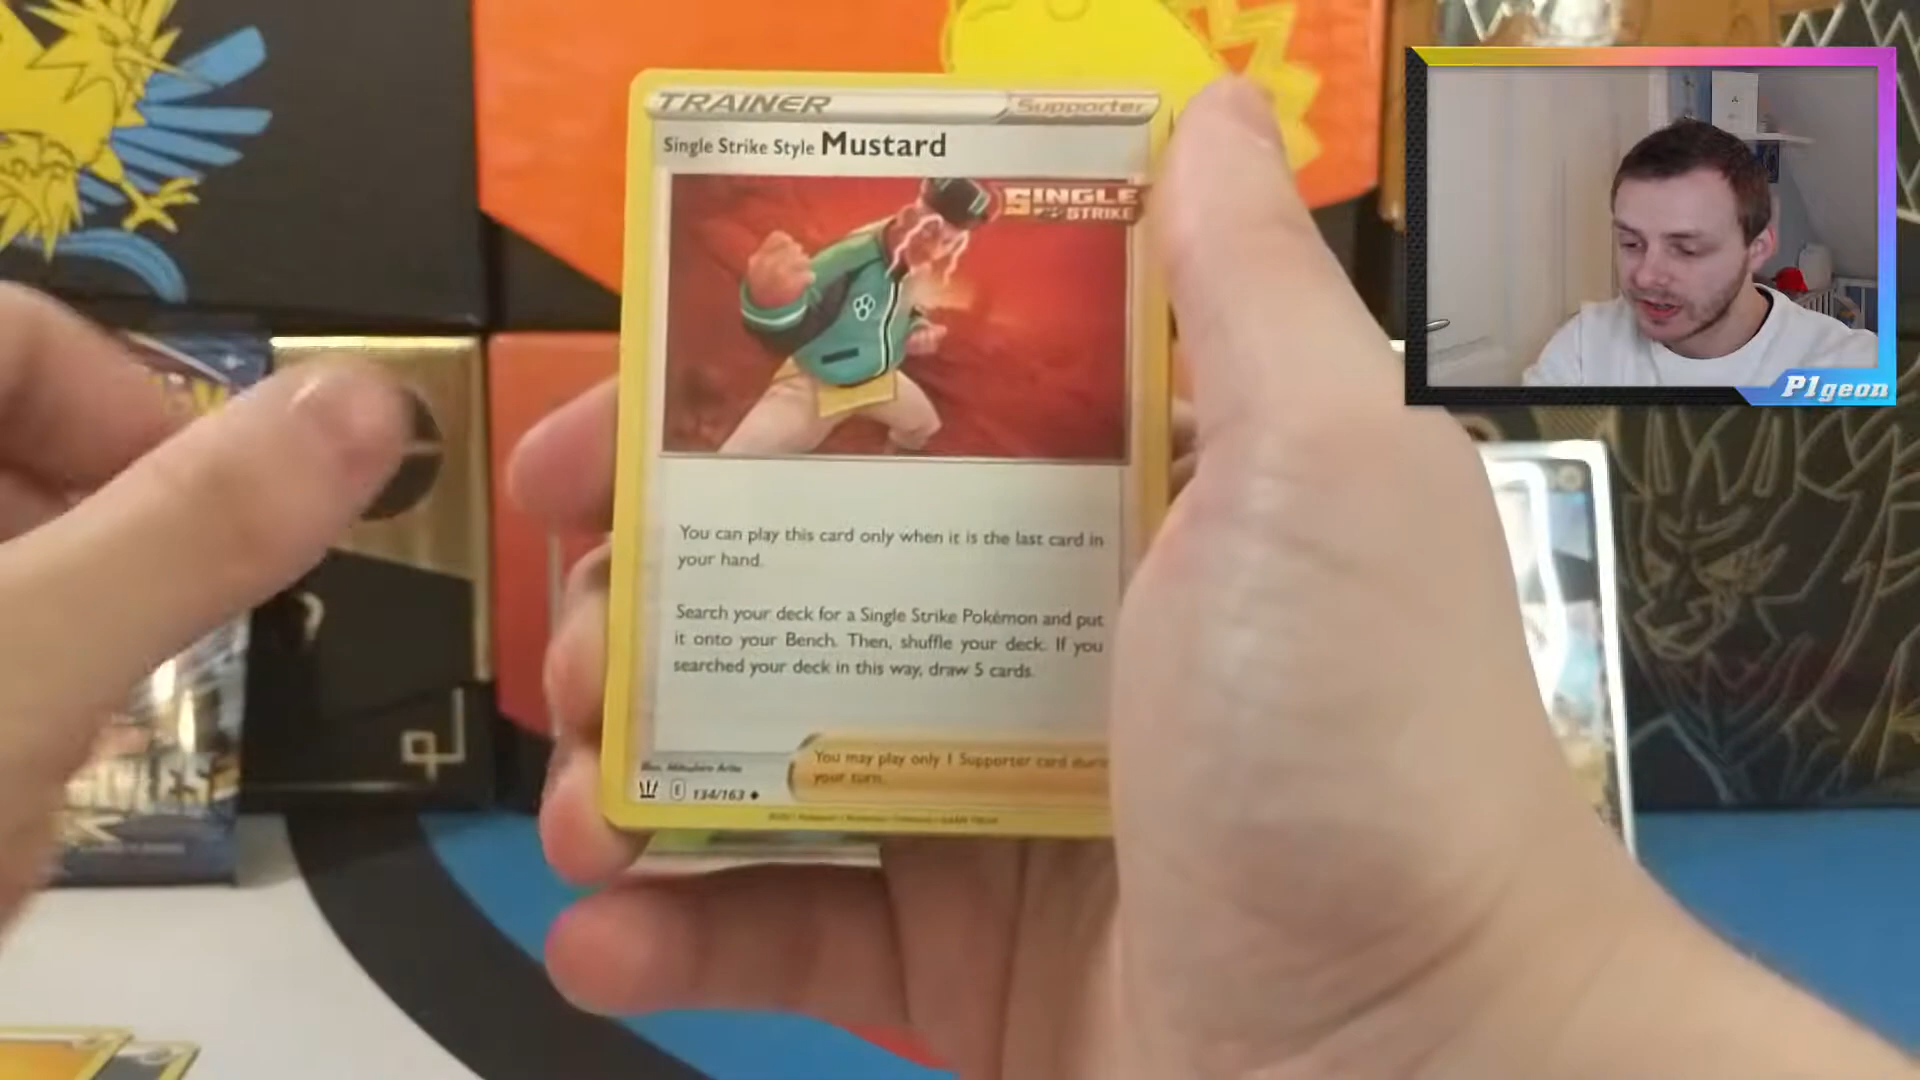 TRAINER Supporter
Single Strike Style Mustard
SINGLE
STRIKE
You can play this card only when it is the last card in
your hand.
Search your deck for a Single Strike Pokémon and put
it onto your Bench. Then, shuffle your deck. If you
searched your deck in this way, draw 5 cards.
You may play only 1 Supporter card
your turn.
E 134/163
P1geon